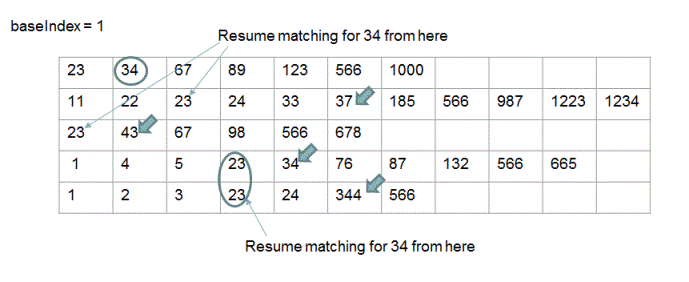 baseIndex = 1
Resume matching for 34 from here
23 34 67 89 123 566 1000
11 22 23 24 33 37 185 566 987 1223 1234
23 43 67 98 566 678
1 4 5 23 34 76 87 132 566 665
1 2 3 23 24 344 566
Resume matching for 34 from here